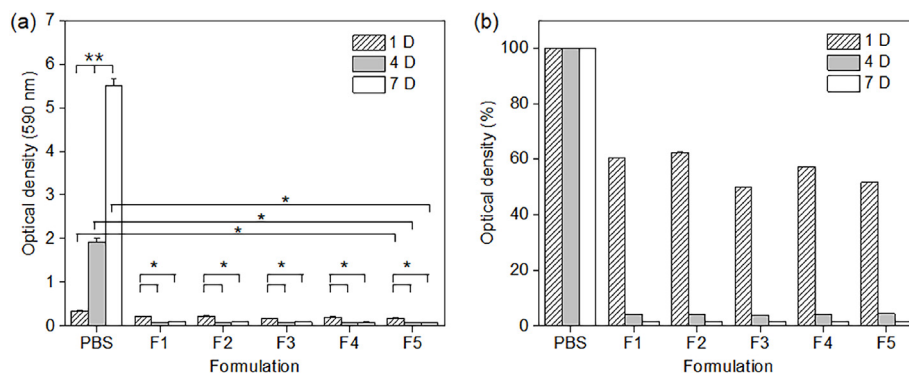 (a)
7
6
5
4
3
2
1
0
Optical density (590 nm)
1 D
4 D
7 D
**
*
*
*
*
*
*
*
*
PBS
F1
F2
F3
F4
F5
Formulation
(b)
100
80
60
40
20
0
Optical density (%)
1 D
4 D
7 D
PBS
F1
F2
F3
F4
F5
Formulation